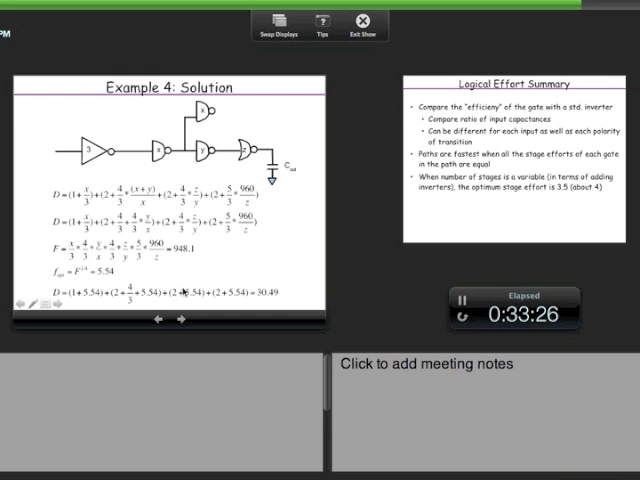 PM
Swap Displays
Tips
Exit Show
Example 4: Solution
3
x
x
y
z
C_out
D = (1 + x/3) + (2 + 4/3 * (x + y)/x + (2 + 4/3 z/y) + (2 + 5/3 * 960/z)
D = (1 + x/3) + (2 + 4/3 + 4/3 * y/x) + (2 + 4/3 * z/y) + (2 + 5/3 * 960/z)
F = x/3 * 4/3 * y/x * 4/3 * z/y * 5/3 * 960/z = 948.1
f_opt = F^1/4 = 5.54
D = (1 + 5.54) + (2 + 4/3 + 5.54) + (2 + 5.54) + (2 + 5.54) = 30.49
Logical Effort Summary
• Compare the "efficieny" of the gate with a std. inverter
• Compare ratio of input capactances
• Can be different for each input as well as each polarity
of transition
• Paths are fastest when all the stage efforts of each gate
in the path are equal
• When number of stages is a variable (in terms of adding
inverters), the optimum stage effort is 3.5 (about 4)
Elapsed
0:33:26
Click to add meeting notes